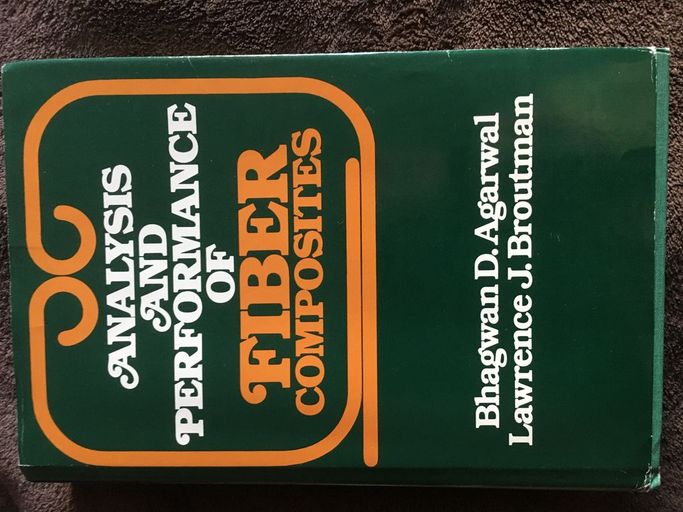 ANALYSIS
AND
PERFORMANCE
OF
FIBER
COMPOSITES
Bhagwan D. Agarwal
Lawrence J. Broutman